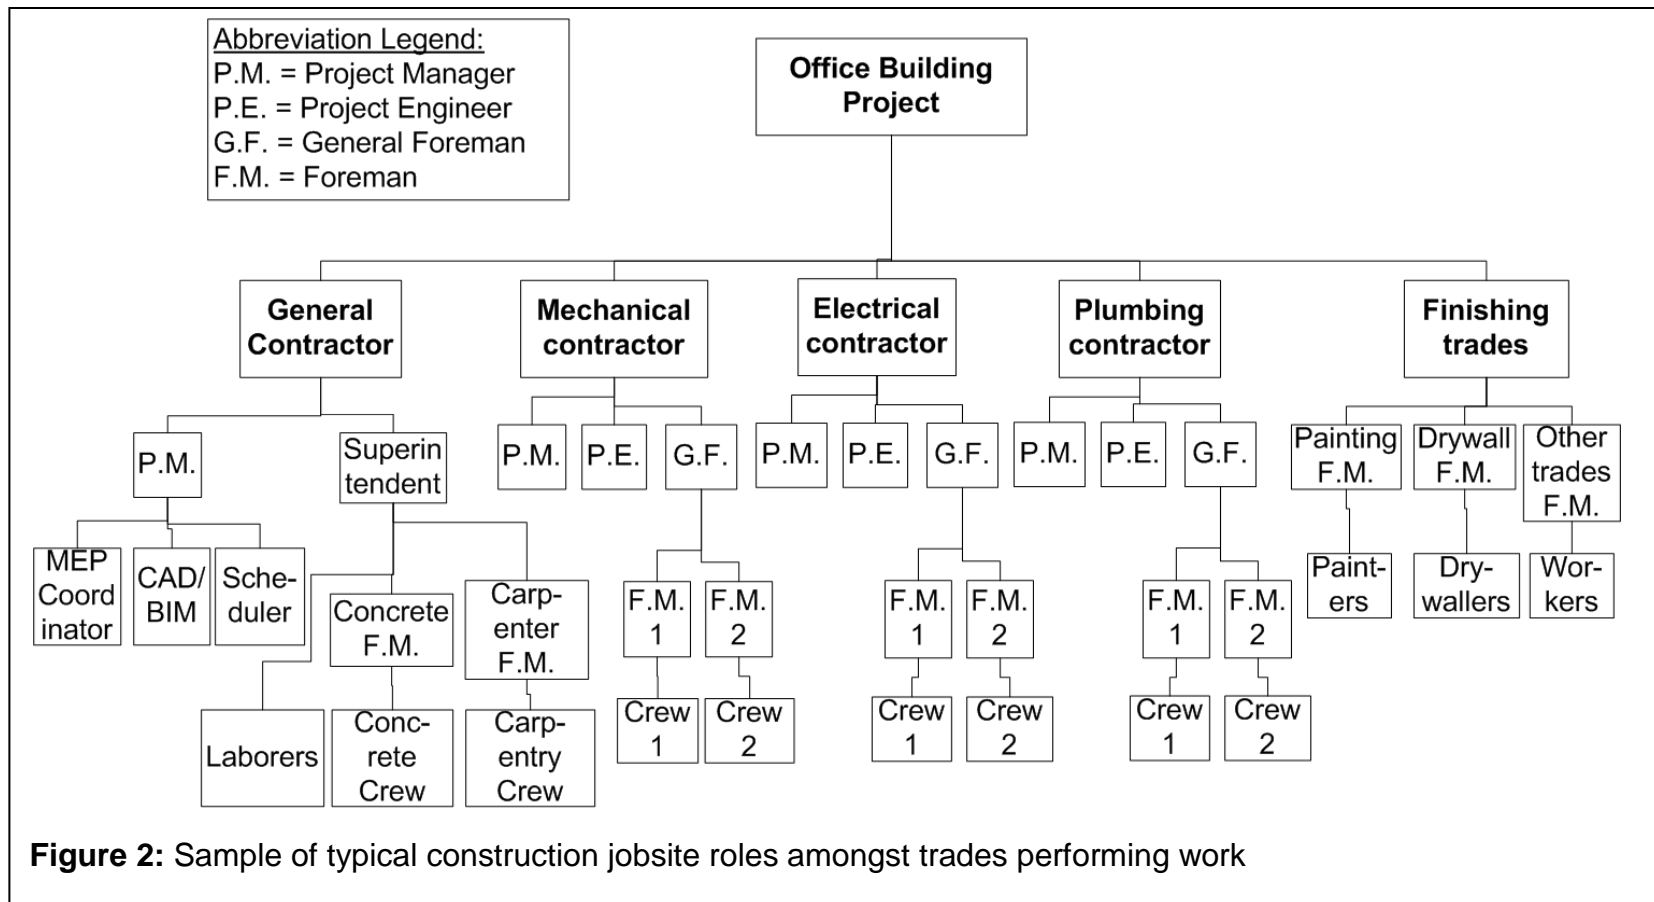 Abbreviation Legend:
P.M. = Project Manager
P.E. = Project Engineer
G.F. = General Foreman
F.M. = Foreman
Office Building
Project
General
Contractor
Mechanical
contractor
Electrical
contractor
Plumbing
contractor
Finishing
trades
P.M.
Superin
tendent
P.M.
P.E.
G.F.
P.M.
P.E.
G.F.
P.M.
P.E.
G.F.
Painting
F.M.
Drywall
F.M.
Other
trades
F.M.
MEP
Coord
inator
CAD/
BIM
Sche-
duler
Concrete
F.M.
Carp-
enter
F.M.
F.M.
1
F.M.
2
F.M.
1
F.M.
2
F.M.
1
F.M.
2
Paint-
ers
Dry-
wallers
Wor-
kers
Laborers
Conc-
rete
Crew
Carp-
entry
Crew
Crew
1
Crew
2
Crew
1
Crew
2
Crew
1
Crew
2
Figure 2: Sample of typical construction jobsite roles amongst trades performing work